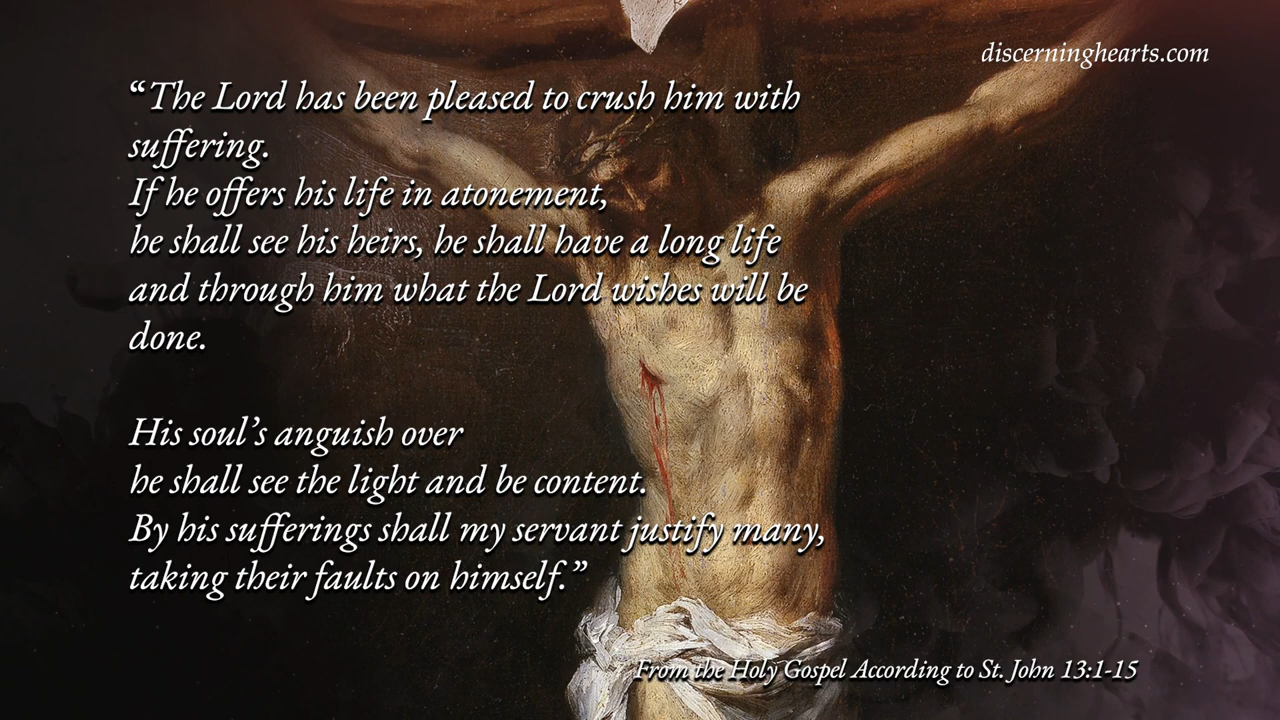 discerninghearts.com
“The Lord has been pleased to crush him with
suffering.
If he offers his life in atonement,
he shall see his heirs, he shall have a long life
and through him what the Lord wishes will be
done.
His soul’s anguish over
he shall see the light and be content.
By his sufferings shall my servant justify many,
taking their faults on himself.”
From the Holy Gospel According to St. John 13:1-15